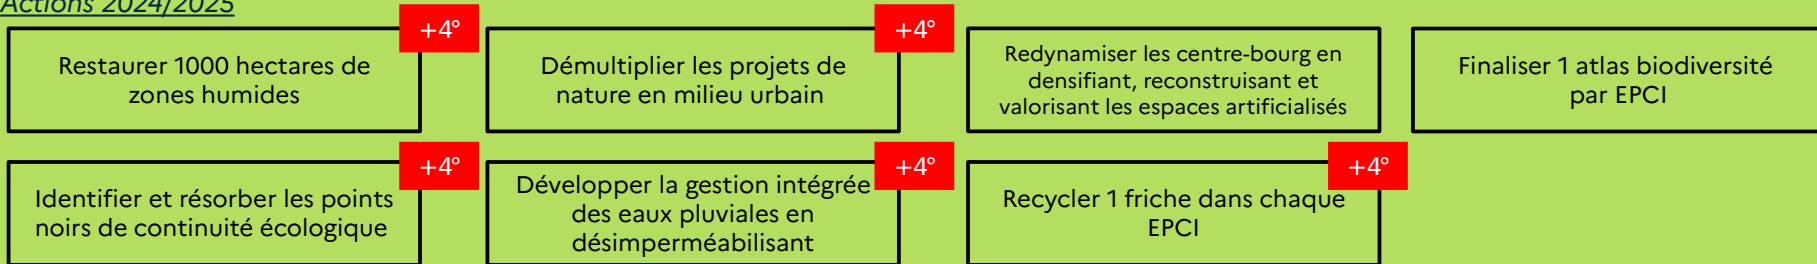 Actions 2024/2025
+4°
Restaurer 1000 hectares de
zones humides
+4°
Démultiplier les projets de
nature en milieu urbain
Redynamiser les centre-bourg en
densifiant, reconstruisant et
valorisant les espaces artificialisés
Finaliser 1 atlas biodiversité
par EPCI
+4°
Identifier et résorber les points
noirs de continuité écologique
+4°
Développer la gestion intégrée
des eaux pluviales en
désimperméabilisant
+4°
Recycler 1 friche dans chaque
EPCI